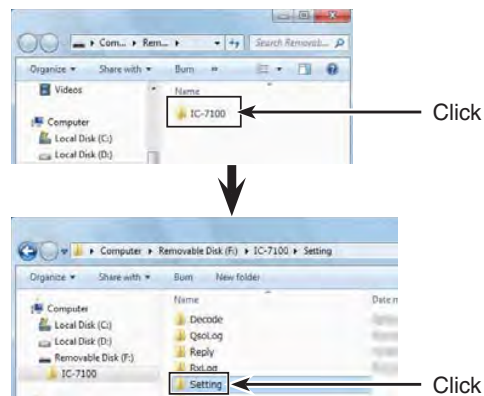 Com... Rem...
Search Removab...
Organize Share with Burn »
Videos
Name
IC-7100
Click
Computer
Local Disk (C:)
Local Disk (D:)
Computer Removable Disk (F:) IC-7100 Setting
Organize Share with Burn New folder
Name
Computer
Decode
Local Disk (C:)
QsoLog
Local Disk (D:)
Reply
Removable Disk (F:)
RxLog
IC-7100
Setting
Click